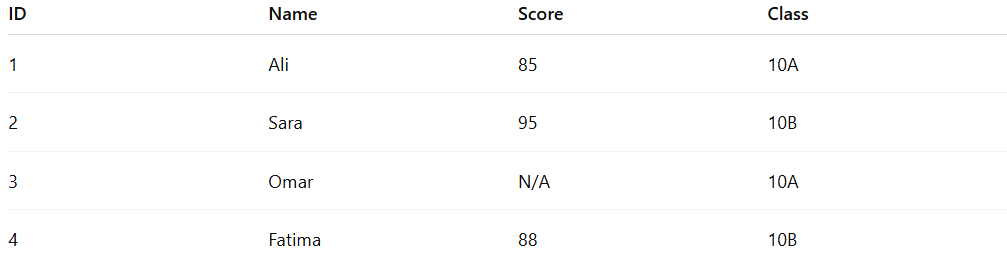 ID Name Score Class
1 Ali 85 10A
2 Sara 95 10B
3 Omar N/A 10A
4 Fatima 88 10B